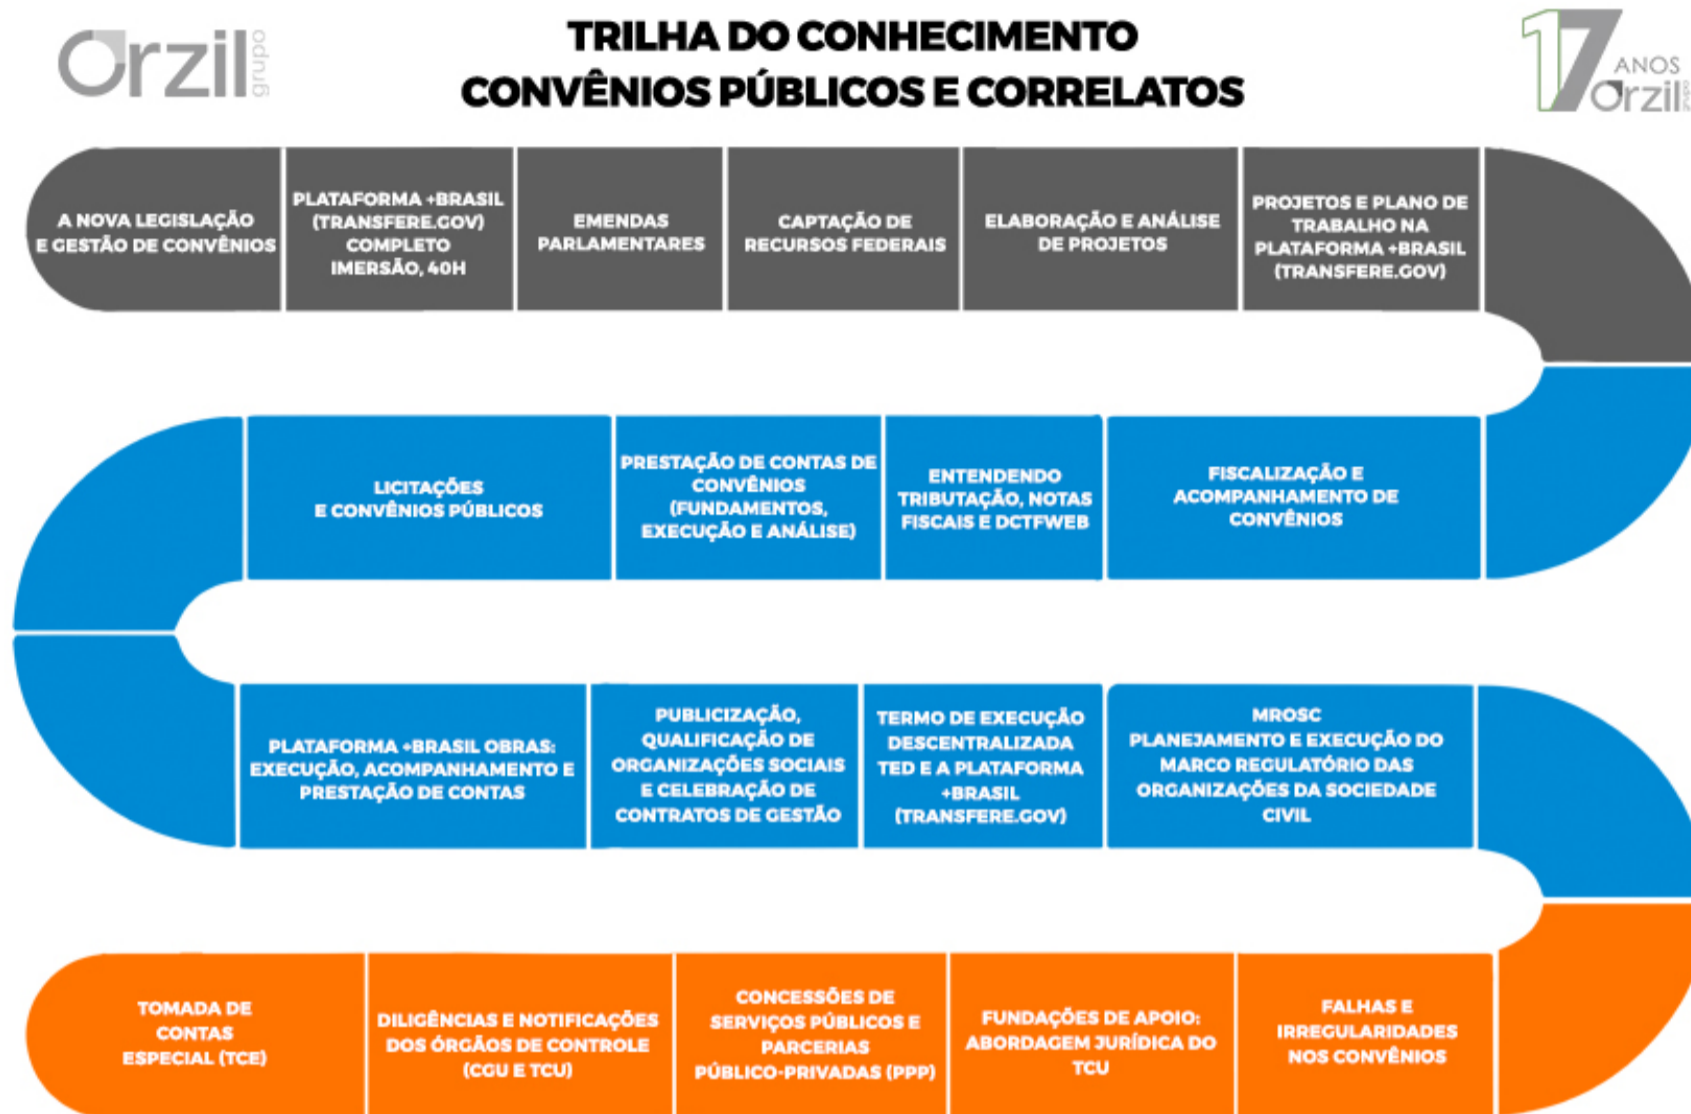 Orzil grupo
TRILHA DO CONHECIMENTO
CONVÊNIOS PÚBLICOS E CORRELATOS
17 ANOS
Orzil grupo
A NOVA LEGISLAÇÃO
E GESTÃO DE CONVÊNIOS
PLATAFORMA +BRASIL
(TRANSFERE.GOV)
COMPLETO
IMERSÃO, 40H
EMENDAS
PARLAMENTARES
CAPTAÇÃO DE
RECURSOS FEDERAIS
ELABORAÇÃO E ANÁLISE
DE PROJETOS
PROJETOS E PLANO DE
TRABALHO NA
PLATAFORMA +BRASIL
(TRANSFERE.GOV)
LICITAÇÕES
E CONVÊNIOS PÚBLICOS
PRESTAÇÃO DE CONTAS DE
CONVÊNIOS
(FUNDAMENTOS,
EXECUÇÃO E ANÁLISE)
ENTENDENDO
TRIBUTAÇÃO, NOTAS
FISCAIS E DCTFWEB
FISCALIZAÇÃO E
ACOMPANHAMENTO DE
CONVÊNIOS
PLATAFORMA +BRASIL OBRAS:
EXECUÇÃO, ACOMPANHAMENTO E
PRESTAÇÃO DE CONTAS
PUBLICIZAÇÃO,
QUALIFICAÇÃO DE
ORGANIZAÇÕES SOCIAIS
E CELEBRAÇÃO DE
CONTRATOS DE GESTÃO
TERMO DE EXECUÇÃO
DESCENTRALIZADA
TED E A PLATAFORMA
+BRASIL
(TRANSFERE.GOV)
MROSC
PLANEJAMENTO E EXECUÇÃO DO
MARCO REGULATÓRIO DAS
ORGANIZAÇÕES DA SOCIEDADE
CIVIL
TOMADA DE
CONTAS
ESPECIAL (TCE)
DILIGÊNCIAS E NOTIFICAÇÕES
DOS ÓRGÃOS DE CONTROLE
(CGU E TCU)
CONCESSÕES DE
SERVIÇOS PÚBLICOS E
PARCERIAS
PÚBLICO-PRIVADAS (PPP)
FUNDAÇÕES DE APOIO:
ABORDAGEM JURÍDICA DO
TCU
FALHAS E
IRREGULARIDADES
NOS CONVÊNIOS